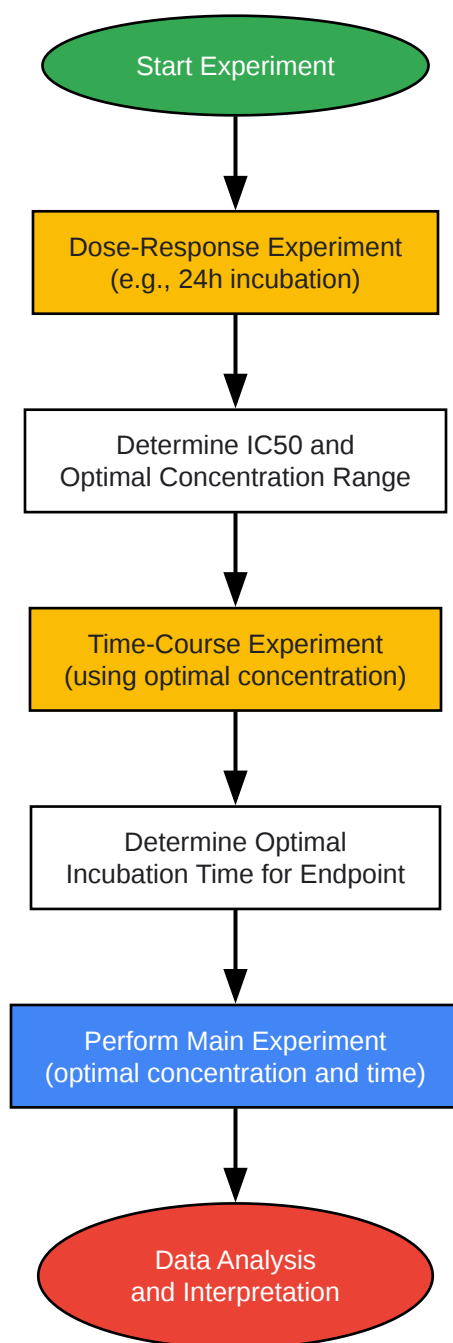 Start Experiment
Dose-Response Experiment
(e.g., 24h incubation)
Determine IC50 and
Optimal Concentration Range
Time-Course Experiment
(using optimal concentration)
Determine Optimal
Incubation Time for Endpoint
Perform Main Experiment
(optimal concentration and time)
Data Analysis
and Interpretation